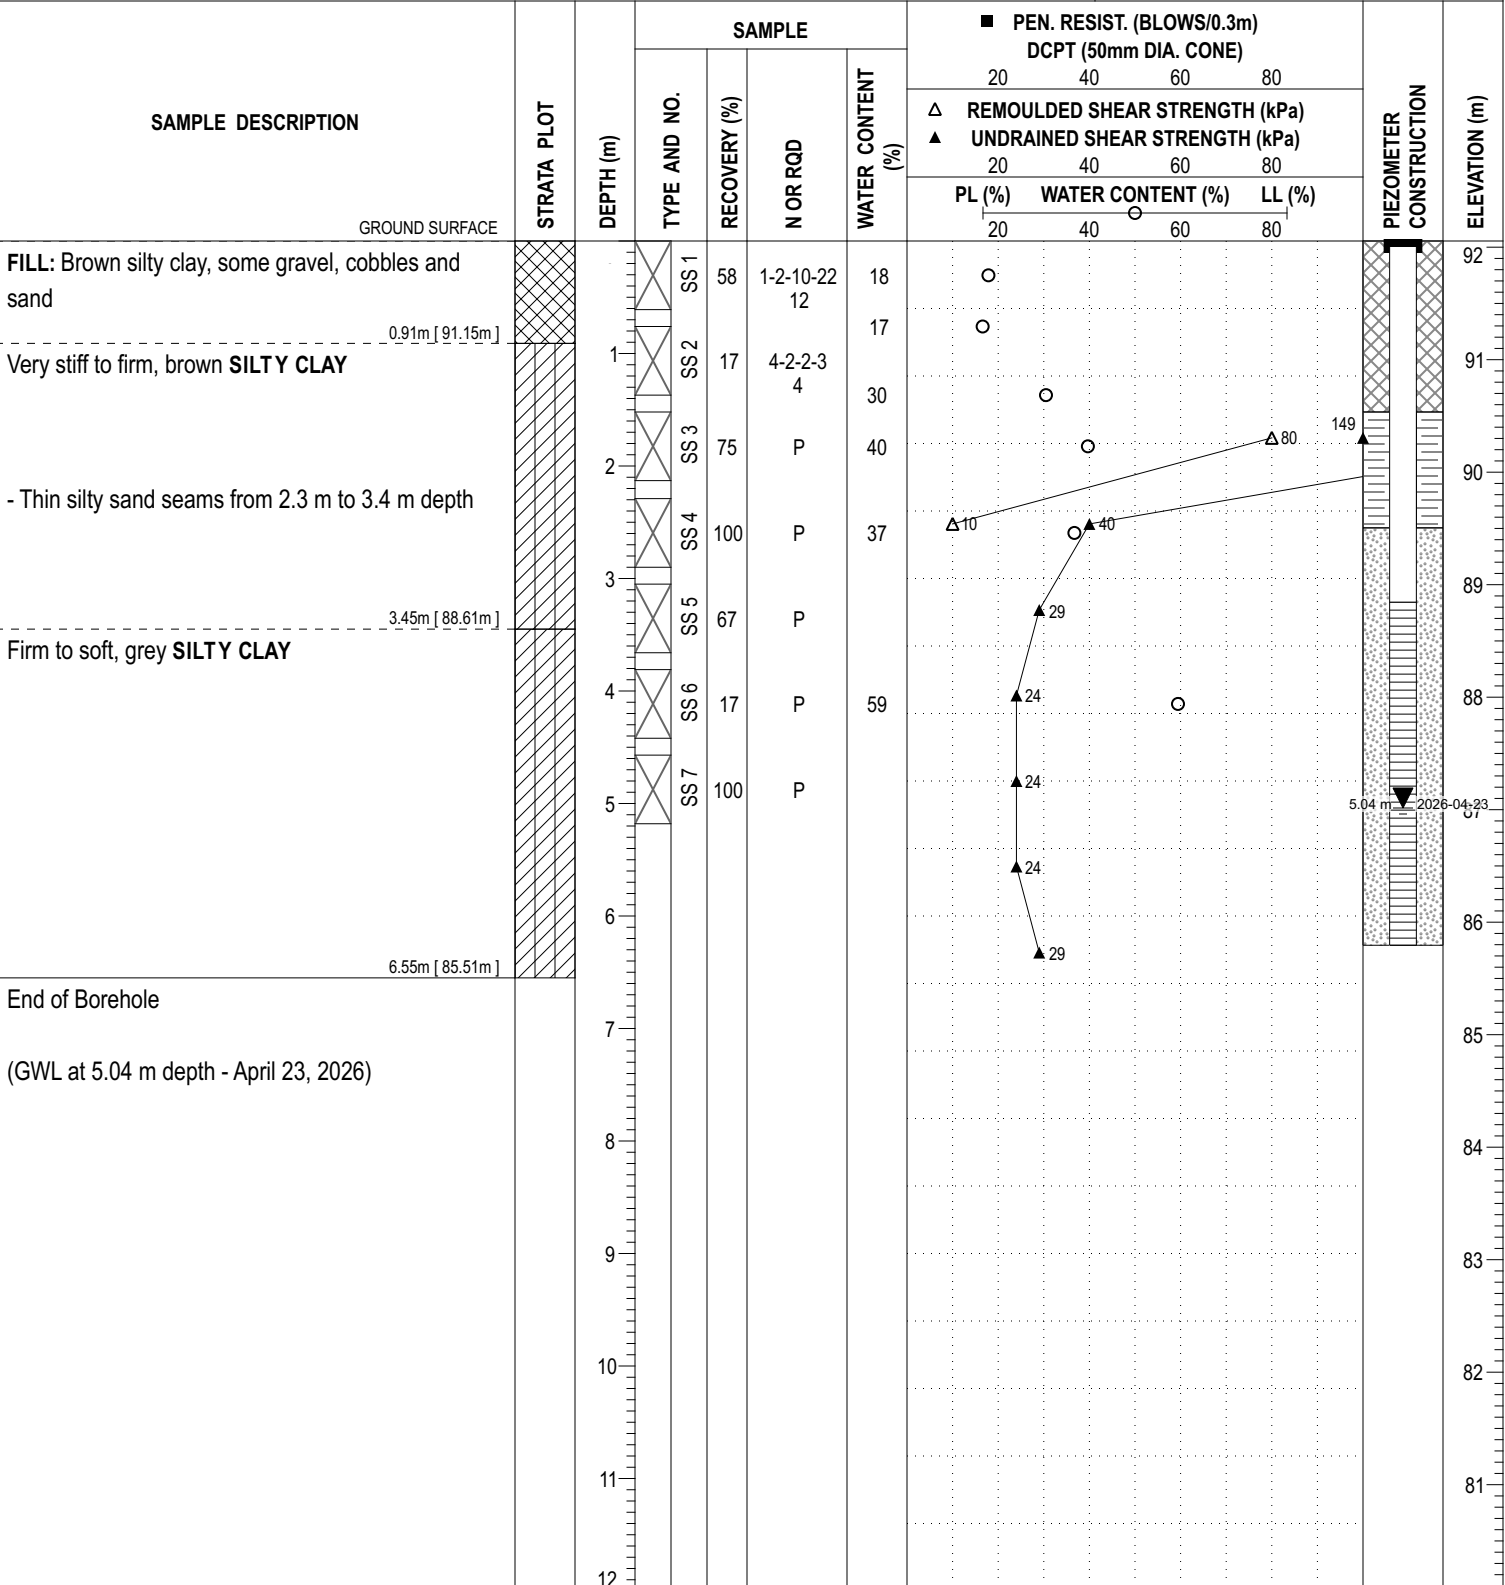 SAMPLE DESCRIPTION
GROUND SURFACE
STRATA PLOT
DEPTH (m)
SAMPLE
TYPE AND NO.
RECOVERY (%)
N OR RQD
WATER CONTENT
(%)
■ PEN. RESIST. (BLOWS/0.3m)
DCPT (50mm DIA. CONE)
20 40 60 80
△ REMOULDED SHEAR STRENGTH (kPa)
▲ UNDRAINED SHEAR STRENGTH (kPa)
20 40 60 80
PL (%) WATER CONTENT (%) LL (%)
20 40 60 80
PIEZOMETER
CONSTRUCTION
ELEVATION (m)
FILL: Brown silty clay, some gravel, cobbles and
sand
0.91m [ 91.15m ]
Very stiff to firm, brown SILTY CLAY
- Thin silty sand seams from 2.3 m to 3.4 m depth
3.45m [ 88.61m ]
Firm to soft, grey SILTY CLAY
6.55m [ 85.51m ]
End of Borehole
(GWL at 5.04 m depth - April 23, 2026)
1
2
3
4
5
6
7
8
9
10
11
12
SS 1 58 1-2-10-22 18
12
17
SS 2 17 4-2-2-3
4
30
SS 3 75 P 40
SS 4 100 P 37
SS 5 67 P
SS 6 17 P 59
SS 7 100 P
149
80
10
40
29
24
24
24
29
5.04 m 2026-04-23
92
91
90
89
88
87
86
85
84
83
82
81